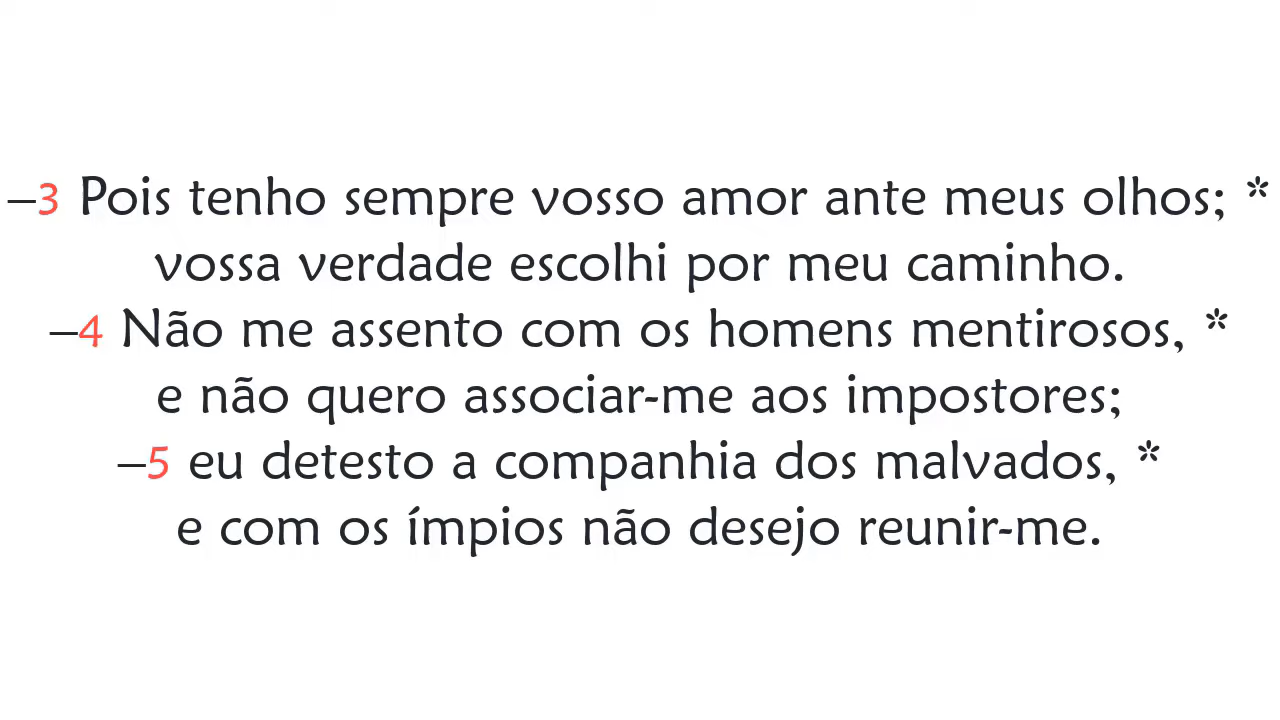 –3 Pois tenho sempre vosso amor ante meus olhos; *
vossa verdade escolhi por meu caminho.
–4 Não me assento com os homens mentirosos, *
e não quero associar-me aos impostores;
–5 eu detesto a companhia dos malvados, *
e com os ímpios não desejo reunir-me.